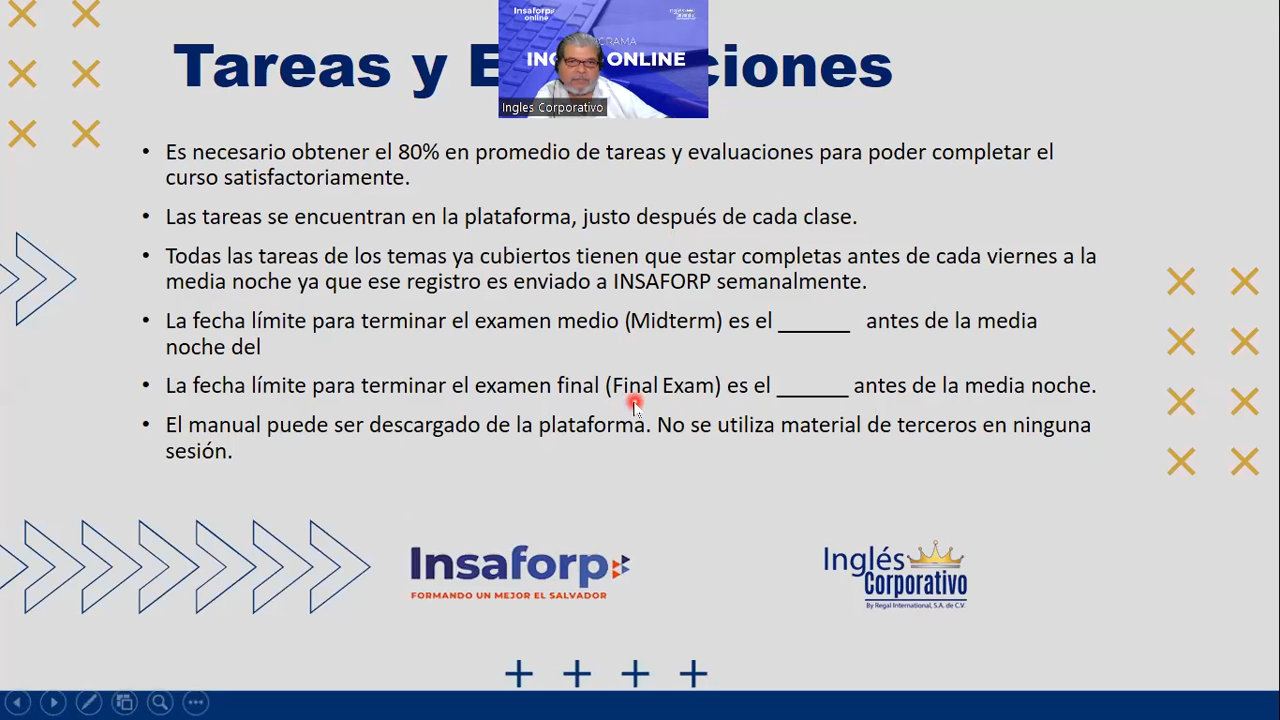 Insaforp
online
Inglés
Corporativo
PROGRAMA
INGLÉS ONLINE
Ingles Corporativo
Tareas y E ciones
• Es necesario obtener el 80% en promedio de tareas y evaluaciones para poder completar el
curso satisfactoriamente.
• Las tareas se encuentran en la plataforma, justo después de cada clase.
• Todas las tareas de los temas ya cubiertos tienen que estar completas antes de cada viernes a la
media noche ya que ese registro es enviado a INSAFORP semanalmente.
• La fecha límite para terminar el examen medio (Midterm) es el ______ antes de la media
noche del
• La fecha límite para terminar el examen final (Final Exam) es el ______ antes de la media noche.
• El manual puede ser descargado de la plataforma. No se utiliza material de terceros en ninguna
sesión.
Insaforp
FORMANDO UN MEJOR EL SALVADOR
Inglés
Corporativo
By Regal International, S.A. de C.V.